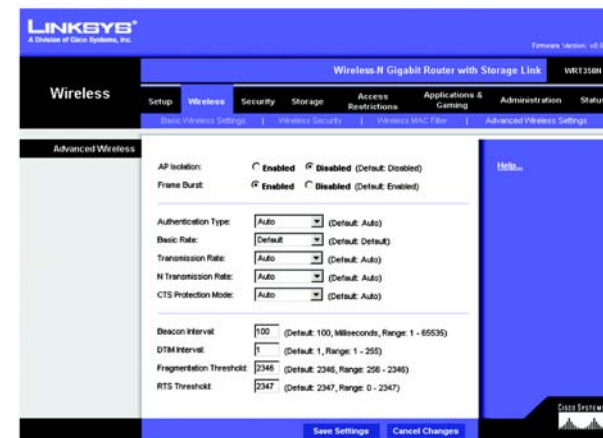 LINKSYS®
A Division of Cisco Systems, Inc.
Firmware Version: v0.0
Wireless-N Gigabit Router with Storage Link WRT350N
Wireless
Setup Wireless Security Storage Access Restrictions Applications & Gaming Administration Status
Basic Wireless Settings | Wireless Security | Wireless MAC Filter | Advanced Wireless Settings
Advanced Wireless
AP Isolation: Enabled Disabled (Default: Disabled)
Help...
Frame Burst: Enabled Disabled (Default: Enabled)
Authentication Type: Auto (Default: Auto)
Basic Rate: Default (Default: Default)
Transmission Rate: Auto (Default: Auto)
N Transmission Rate: Auto (Default: Auto)
CTS Protection Mode: Auto (Default: Auto)
Beacon Interval: 100 (Default: 100, Milliseconds, Range: 1 - 65535)
DTIM Interval: 1 (Default: 1, Range: 1 - 255)
Fragmentation Threshold: 2346 (Default: 2346, Range: 256 - 2346)
RTS Threshold: 2347 (Default: 2347, Range: 0 - 2347)
Save Settings Cancel Changes
CISCO SYSTEMS